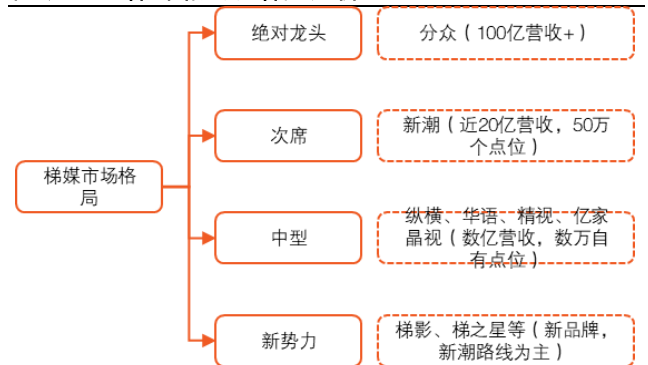 绝对龙头
分众（100亿营收+）
次席
新潮（近20亿营收，50万
个点位）
梯媒市场格
局
中型
纵横、华语、精视、亿家
晶视（数亿营收，数万自
有点位）
新势力
梯影、梯之星等（新品牌，
新潮路线为主）